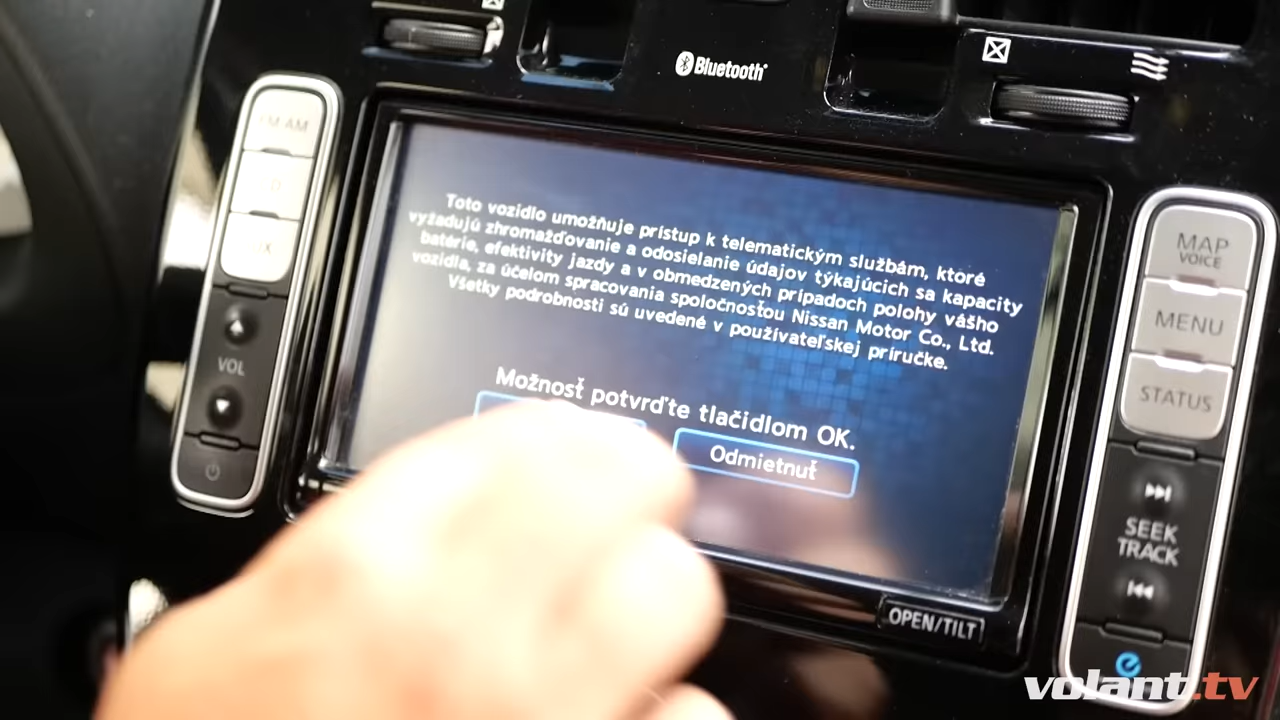 Bluetooth
FM·AM
Toto vozidlo umožňuje prístup k telematickým službám, ktoré
vyžadujú zhromažďovanie a odosielanie údajov týkajúcich sa kapacity
batérie, efektivity jazdy a v obmedzených prípadoch polohy vášho
vozidla, za účelom spracovania spoločnosťou Nissan Motor Co., Ltd.
Všetky podrobnosti sú uvedené v používateľskej príručke.
Možnosť potvrďte tlačidlom OK.
Odmietnuť
VOL
MAP
VOICE
MENU
STATUS
SEEK
TRACK
OPEN/TILT
volant.tv